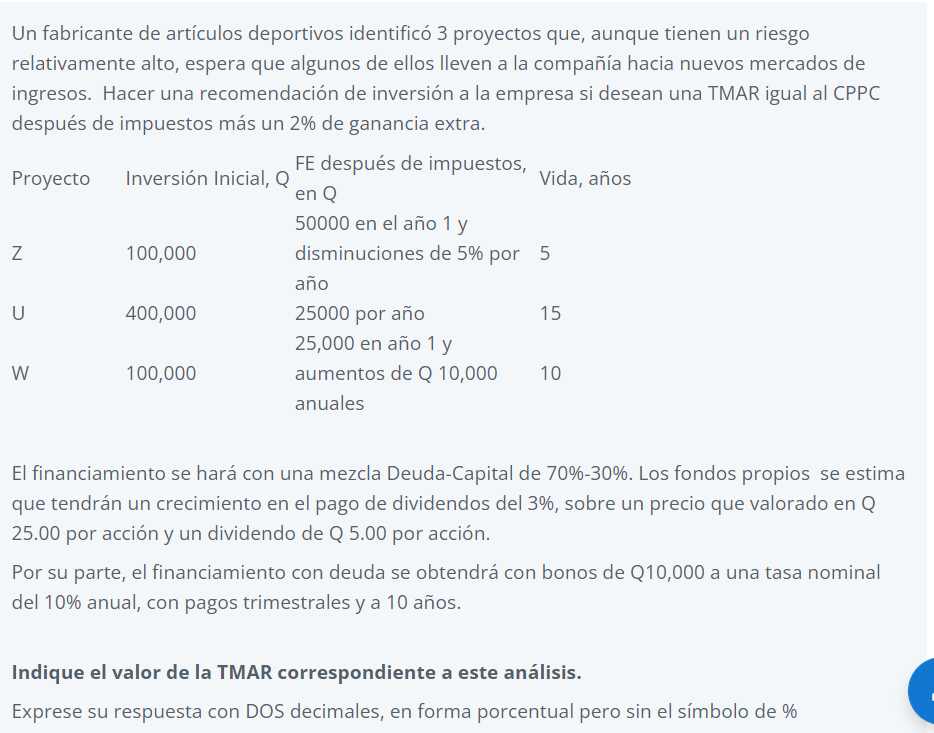 Un fabricante de artículos deportivos identificó 3 proyectos que, aunque tienen un riesgo
relativamente alto, espera que algunos de ellos lleven a la compañía hacia nuevos mercados de
ingresos.  Hacer una recomendación de inversión a la empresa si desean una TMAR igual al CPPC
después de impuestos más un 2% de ganancia extra.
Proyecto Inversión Inicial, Q FE después de impuestos, en Q Vida, años
Z 100,000 50000 en el año 1 y disminuciones de 5% por año 5
U 400,000 25000 por año 15
W 100,000 25,000 en año 1 y aumentos de Q 10,000 anuales 10
El financiamiento se hará con una mezcla Deuda-Capital de 70%-30%. Los fondos propios  se estima
que tendrán un crecimiento en el pago de dividendos del 3%, sobre un precio que valorado en Q
25.00 por acción y un dividendo de Q 5.00 por acción.
Por su parte, el financiamiento con deuda se obtendrá con bonos de Q10,000 a una tasa nominal
del 10% anual, con pagos trimestrales y a 10 años.
Indique el valor de la TMAR correspondiente a este análisis.
Exprese su respuesta con DOS decimales, en forma porcentual pero sin el símbolo de %